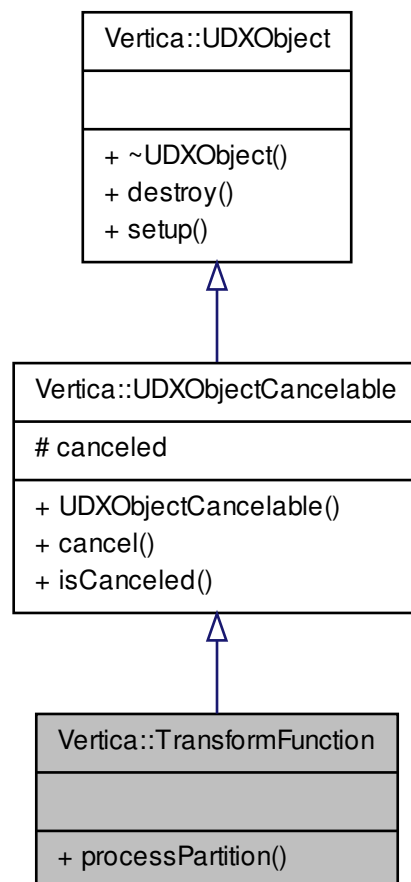 Vertica::UDXObject
+ ~UDXObject()
+ destroy()
+ setup()
Vertica::UDXObjectCancelable
# canceled
+ UDXObjectCancelable()
+ cancel()
+ isCanceled()
Vertica::TransformFunction
+ processPartition()